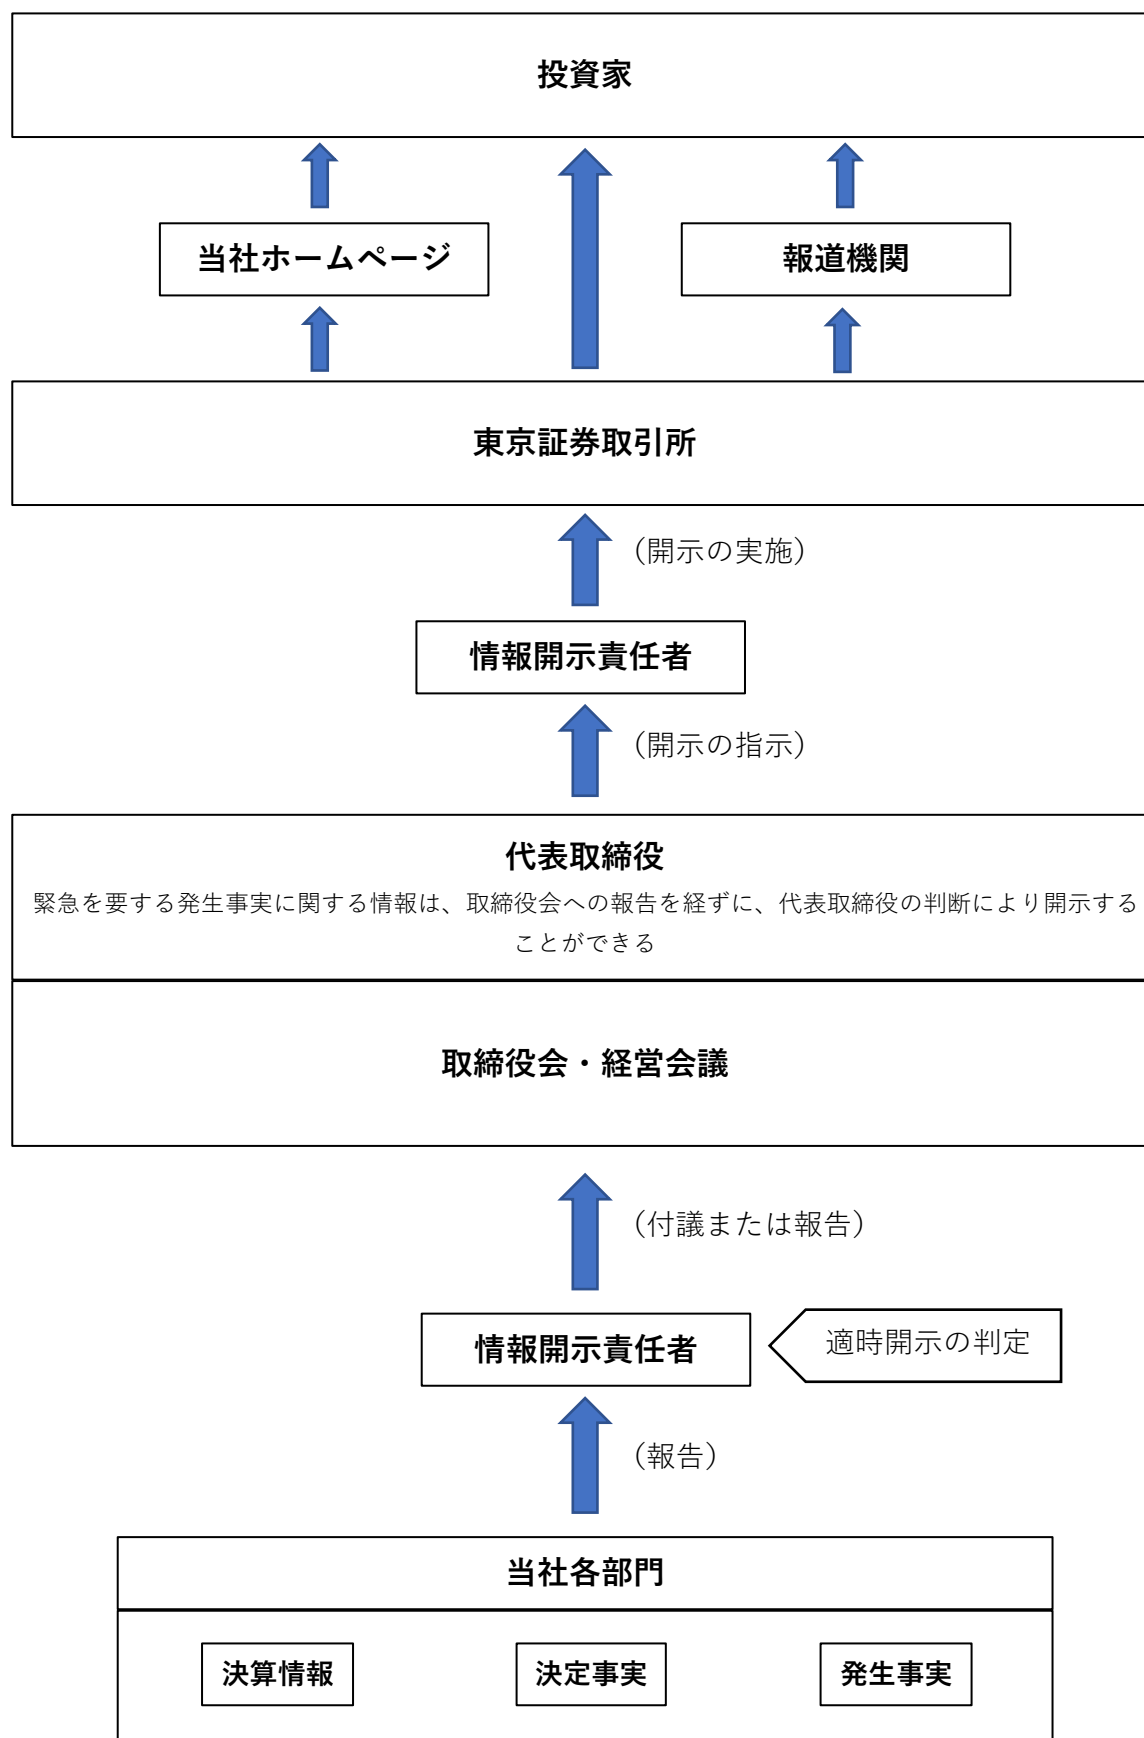 投資家
当社ホームページ
報道機関
東京証券取引所
（開示の実施）
情報開示責任者
（開示の指示）
代表取締役
緊急を要する発生事実に関する情報は、取締役会への報告を経ずに、代表取締役の判断により開示する
ことができる
取締役会・経営会議
（付議または報告）
情報開示責任者
適時開示の判定
（報告）
当社各部門
決算情報
決定事実
発生事実